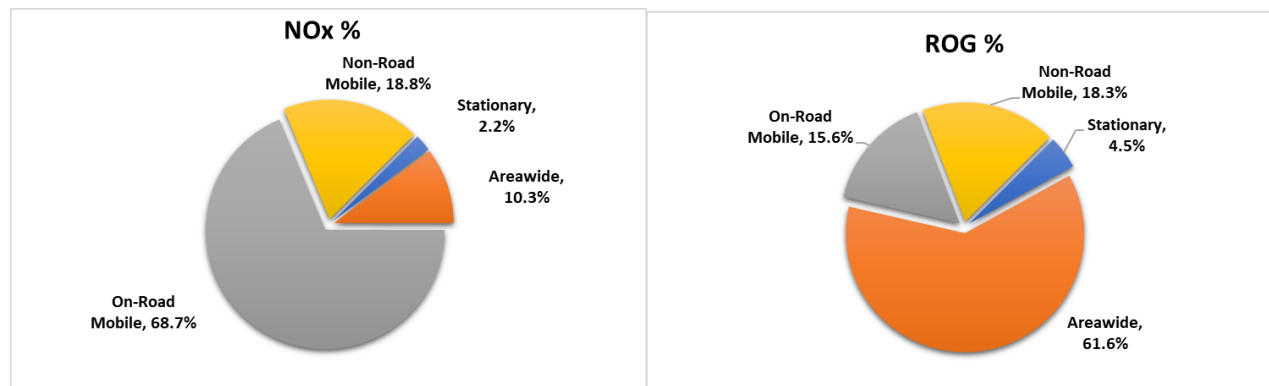 NOx %
Non-Road
Mobile, 18.8%
Stationary,
2.2%
Areawide,
10.3%
On-Road
Mobile, 68.7%
ROG %
Non-Road
Mobile, 18.3%
On-Road
Mobile, 15.6%
Stationary,
4.5%
Areawide,
61.6%